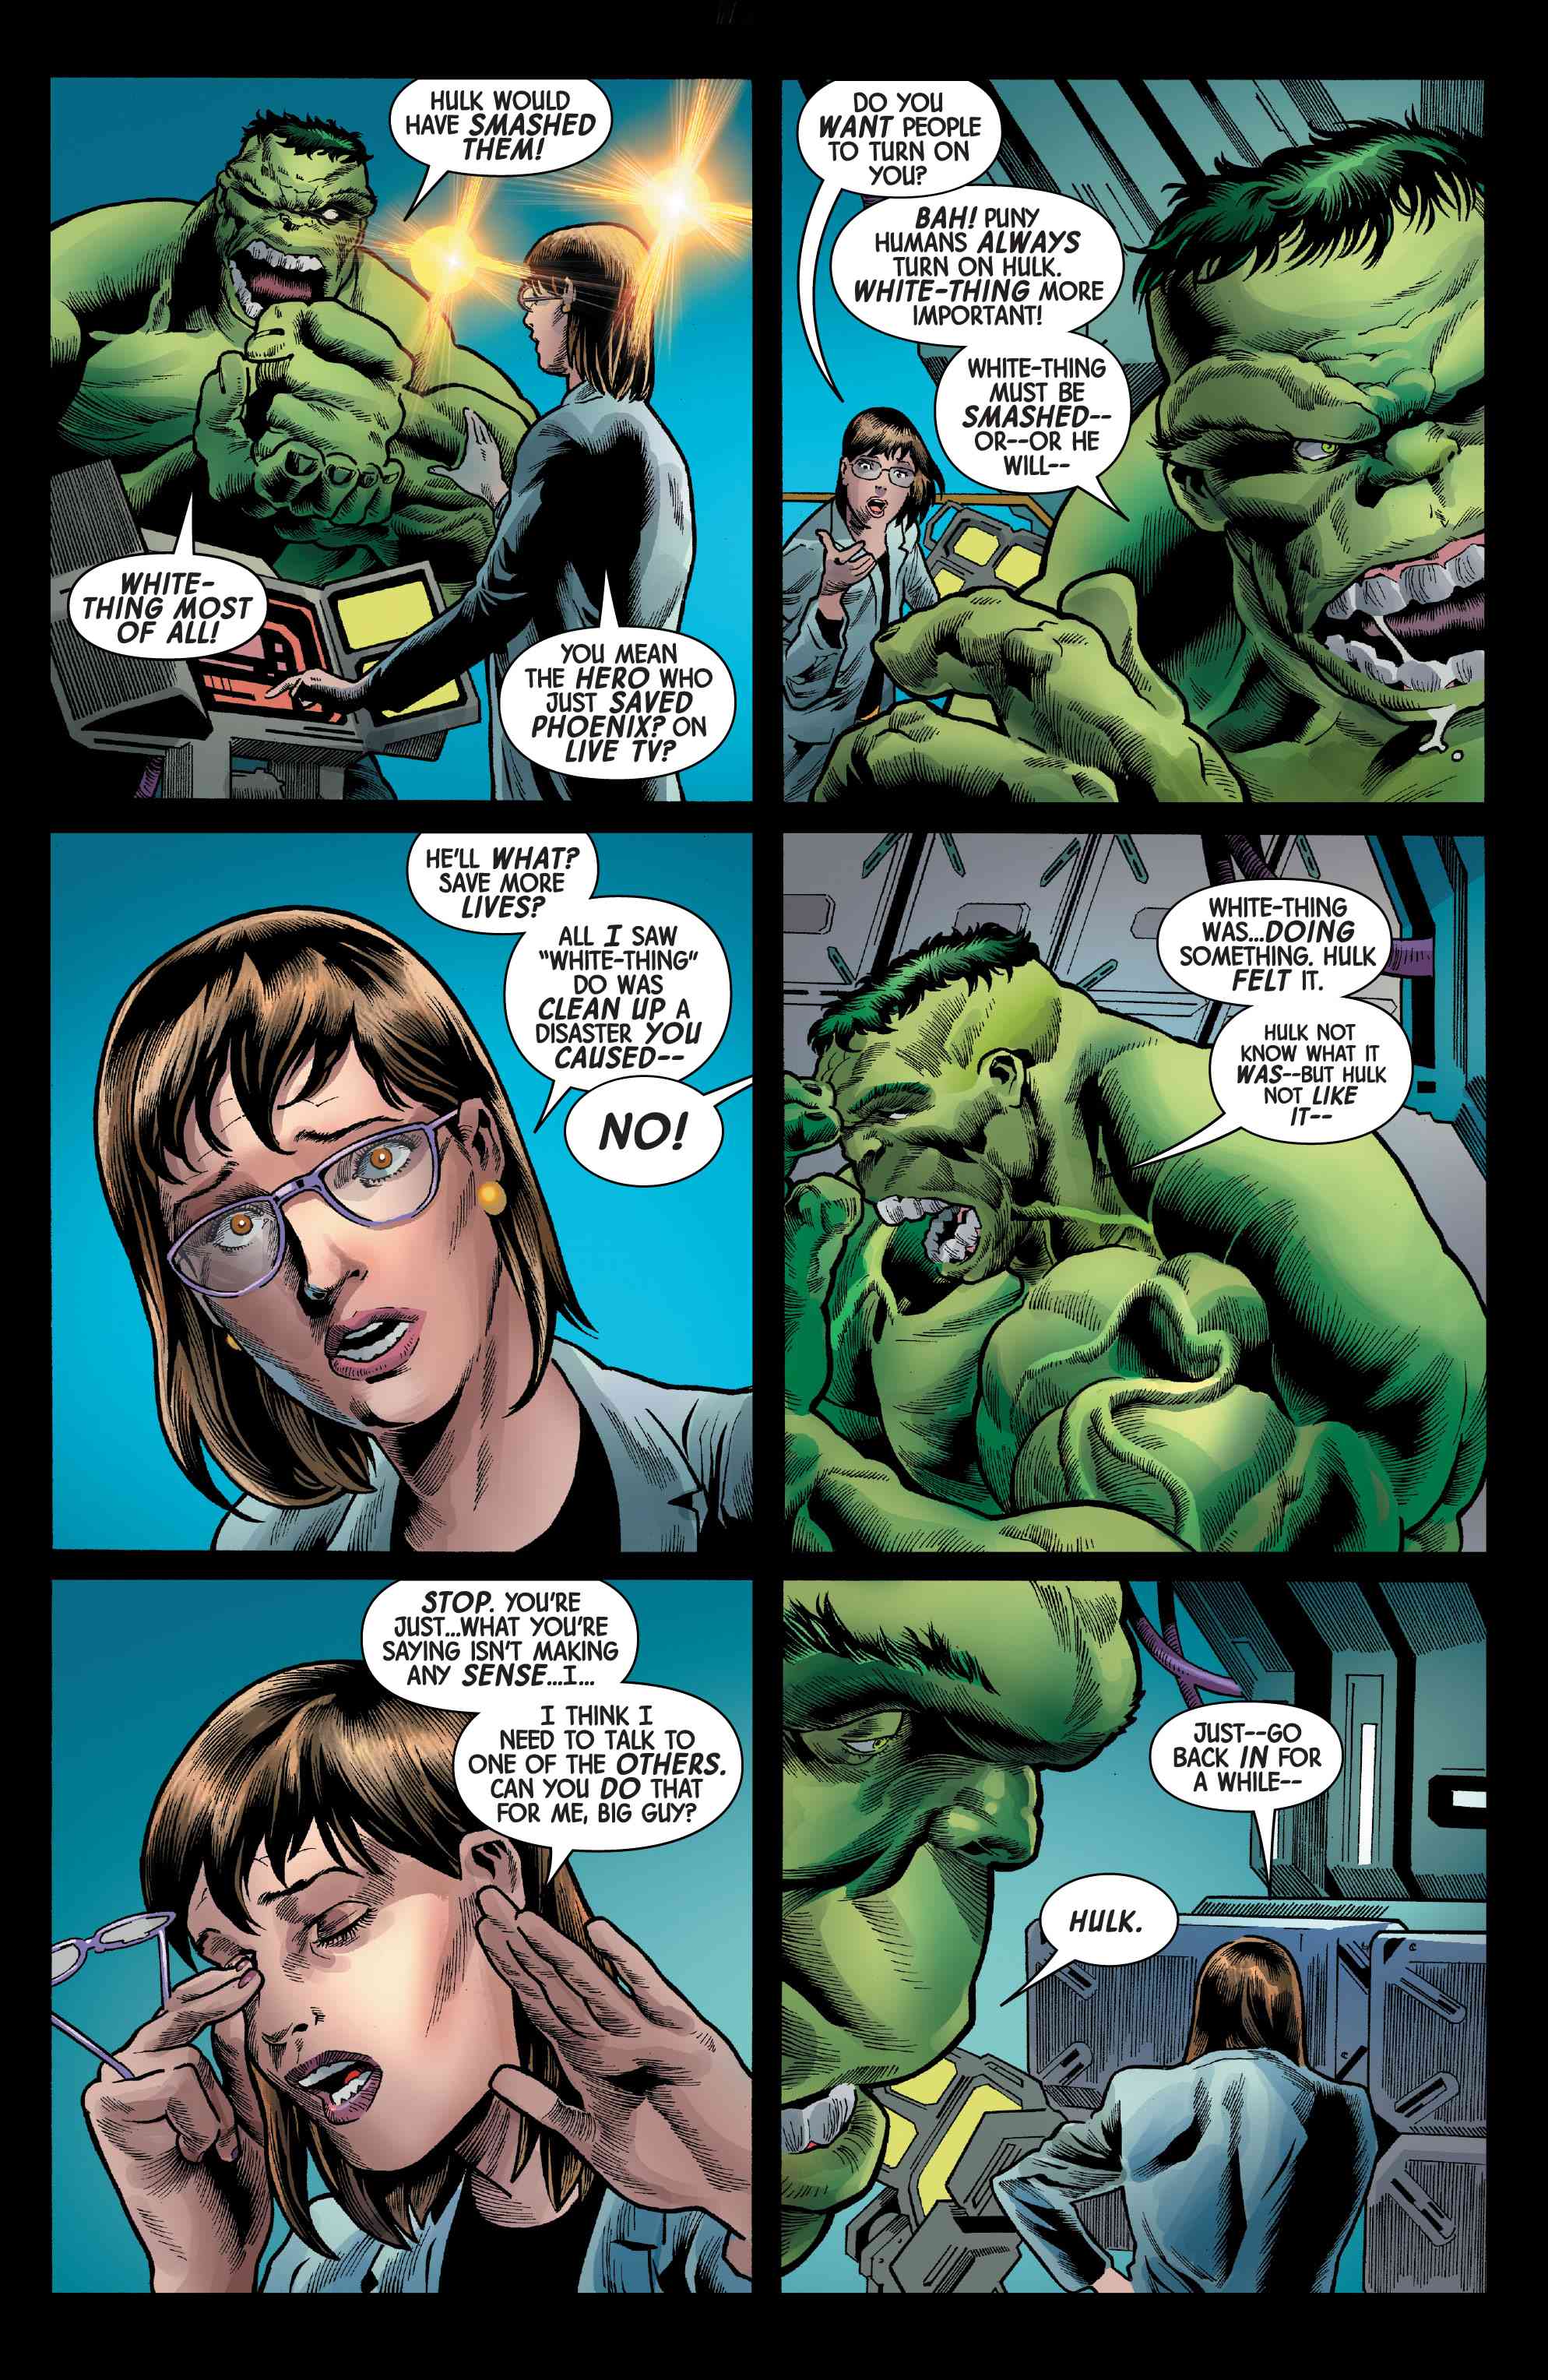 HULK WOULD
HAVE SMASHED
THEM!
WHITE-
THING MOST
OF ALL!
YOU MEAN
THE HERO WHO
JUST SAVED
PHOENIX? ON
LIVE TV?
DO YOU
WANT PEOPLE
TO TURN ON
YOU?
BAH! PUNY
HUMANS ALWAYS
TURN ON HULK.
WHITE-THING MORE
IMPORTANT!
WHITE-THING
MUST BE
SMASHED--
OR--OR HE
WILL--
HE'LL WHAT?
SAVE MORE
LIVES?
ALL I SAW
"WHITE-THING"
DO WAS
CLEAN UP A
DISASTER YOU
CAUSED--
NO!
WHITE-THING
WAS...DOING
SOMETHING. HULK
FELT IT.
HULK NOT
KNOW WHAT IT
WAS--BUT HULK
NOT LIKE
IT--
STOP. YOU'RE
JUST...WHAT YOU'RE
SAYING ISN'T MAKING
ANY SENSE...I...
I THINK I
NEED TO TALK TO
ONE OF THE OTHERS.
CAN YOU DO THAT
FOR ME, BIG GUY?
JUST--GO
BACK IN FOR
A WHILE--
HULK.